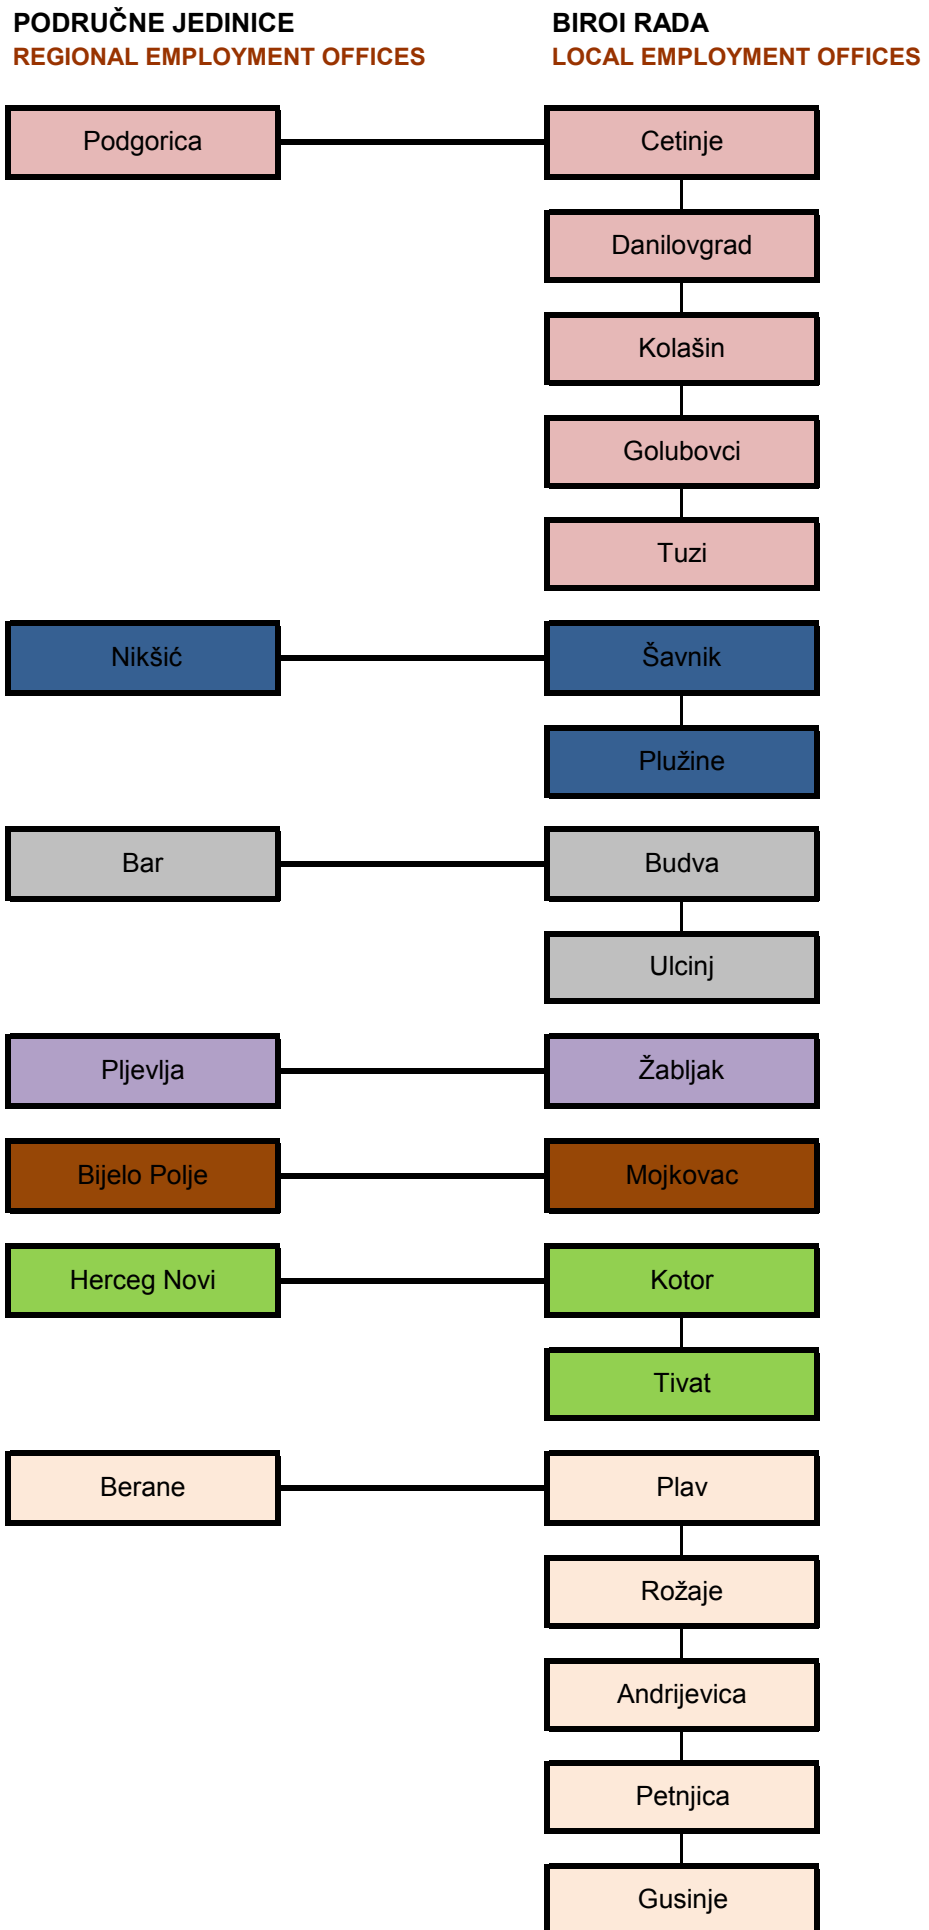 PODRUČNE JEDINICE
REGIONAL EMPLOYMENT OFFICES
BIROI RADA
LOCAL EMPLOYMENT OFFICES
Podgorica
Cetinje
Danilovgrad
Kolašin
Golubovci
Tuzi
Nikšić
Šavnik
Plužine
Bar
Budva
Ulcinj
Pljevlja
Žabljak
Bijelo Polje
Mojkovac
Herceg Novi
Kotor
Tivat
Berane
Plav
Rožaje
Andrijevica
Petnjica
Gusinje